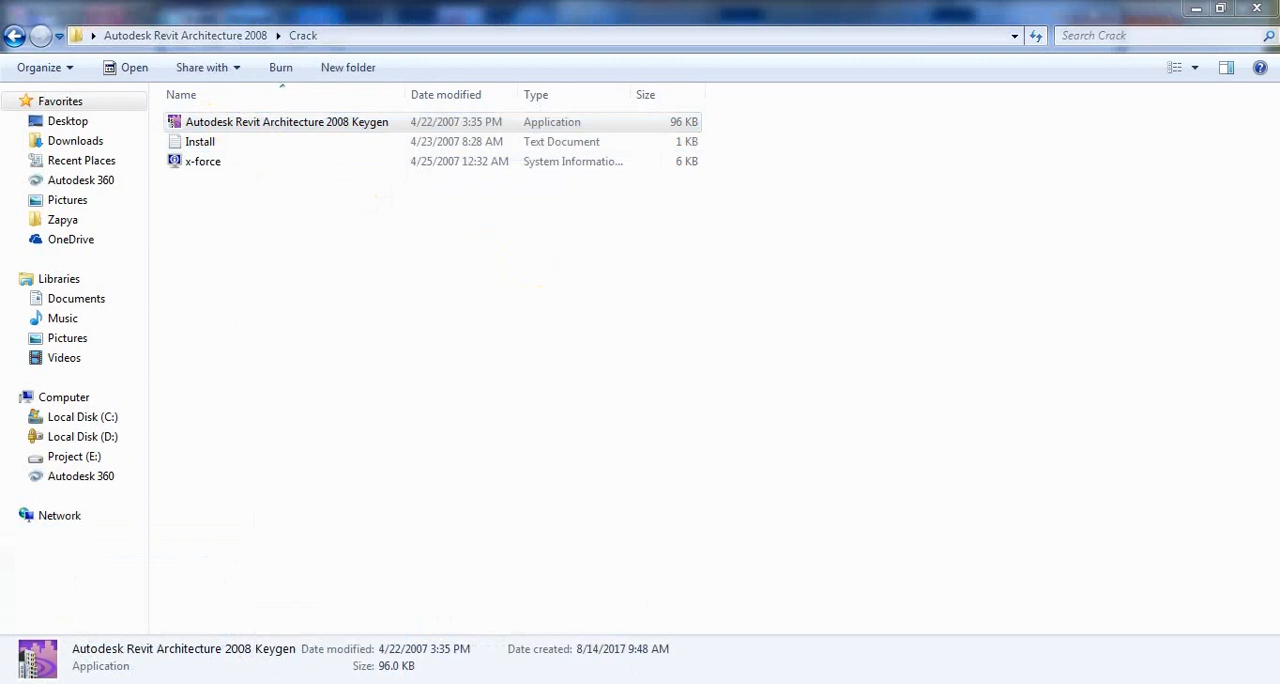 Autodesk Revit Architecture 2008 Crack
Search Crack
Organize Open Share with Burn New folder
Name Date modified Type Size
Favorites
Desktop
Downloads
Recent Places
Autodesk 360
Pictures
Zapya
OneDrive
Libraries
Documents
Music
Pictures
Videos
Computer
Local Disk (C:)
Local Disk (D:)
Project (E:)
Autodesk 360
Network
Autodesk Revit Architecture 2008 Keygen 4/22/2007 3:35 PM Application 96 KB
Install 4/23/2007 8:28 AM Text Document 1 KB
x-force 4/25/2007 12:32 AM System Informatio... 6 KB
Autodesk Revit Architecture 2008 Keygen Date modified: 4/22/2007 3:35 PM Date created: 8/14/2017 9:48 AM
Application Size: 96.0 KB